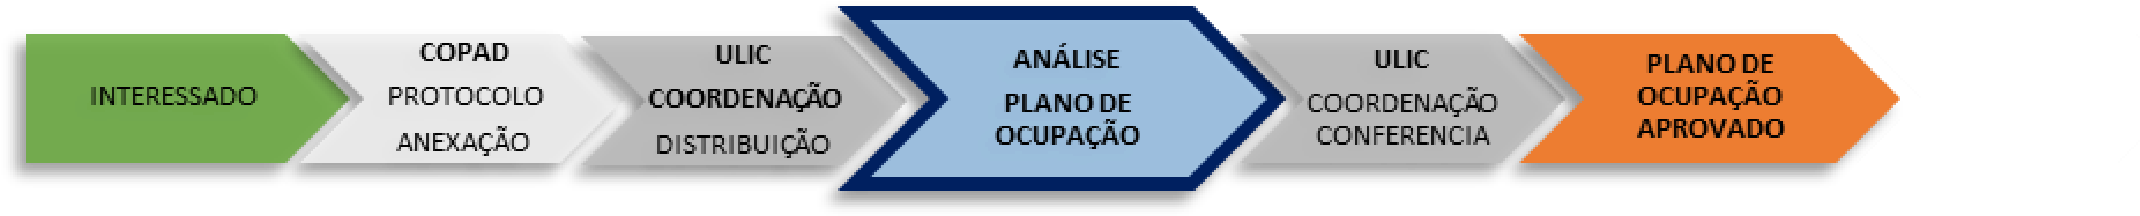 INTERESSADO
COPAD
PROTOCOLO
ANEXAÇÃO
ULIC
COORDENAÇÃO
DISTRIBUIÇÃO
ANÁLISE
PLANO DE
OCUPAÇÃO
ULIC
COORDENAÇÃO
CONFERENCIA
PLANO DE
OCUPAÇÃO
APROVADO